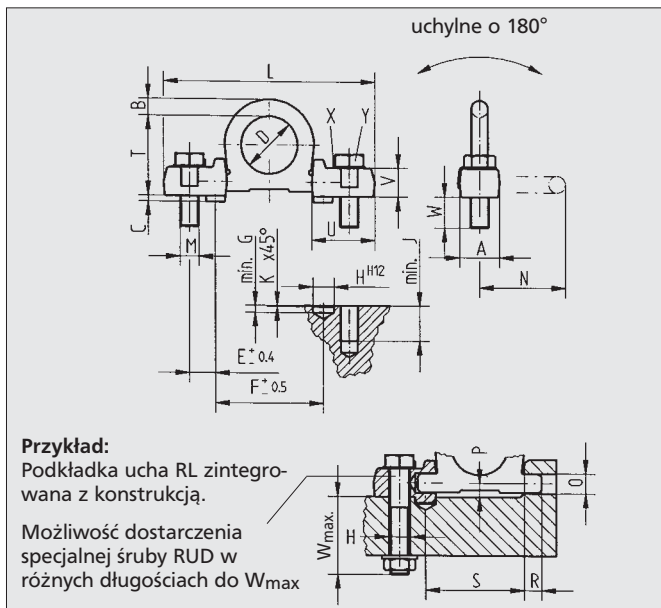 uchylne o 180°
L
B
X
Y
D
T
V
C
M
U
W
A
N
min. G
K x45°
H H12
min. J
E ± 0.4
F ± 0.5
Przykład:
Podkładka ucha RL zintegro-
wana z konstrukcją.
Możliwość dostarczenia
specjalnej śruby RUD w
różnych długościach do Wmax
P
O
Wmax.
H
S
R